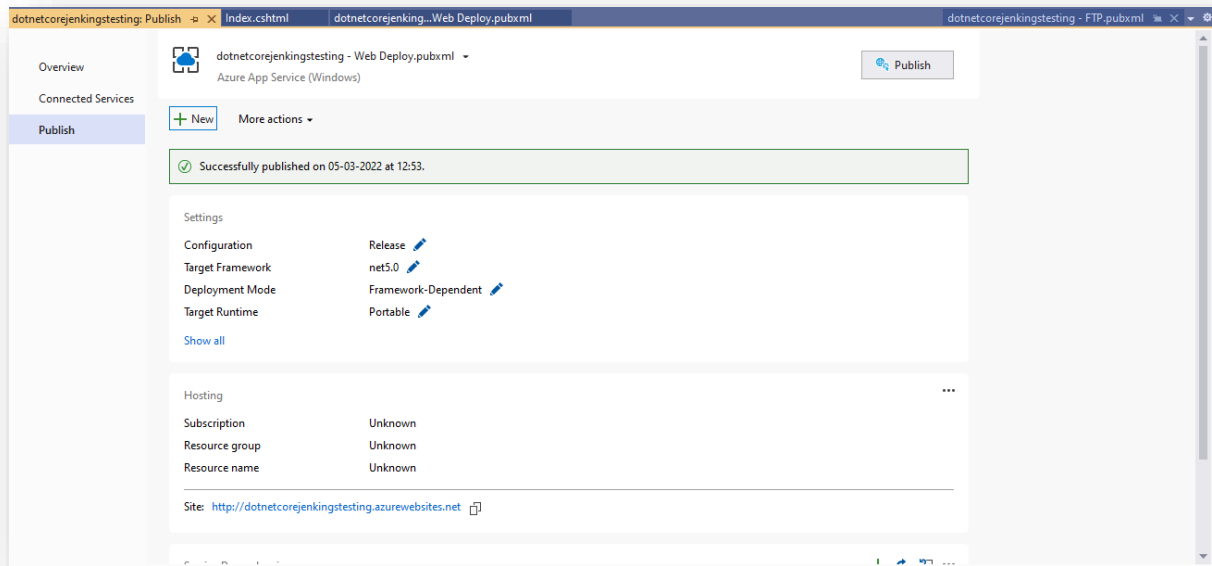 dotnetcorejenkingstesting: Publish
Index.cshtml
dotnetcorejenking...Web Deploy.pubxml
dotnetcorejenkingstesting - FTP.pubxml
Overview
Connected Services
Publish
dotnetcorejenkingstesting - Web Deploy.pubxml
Azure App Service (Windows)
Publish
New
More actions
Successfully published on 05-03-2022 at 12:53.
Settings
Configuration Release
Target Framework net5.0
Deployment Mode Framework-Dependent
Target Runtime Portable
Show all
Hosting
Subscription Unknown
Resource group Unknown
Resource name Unknown
Site: http://dotnetcorejenkingstesting.azurewebsites.net